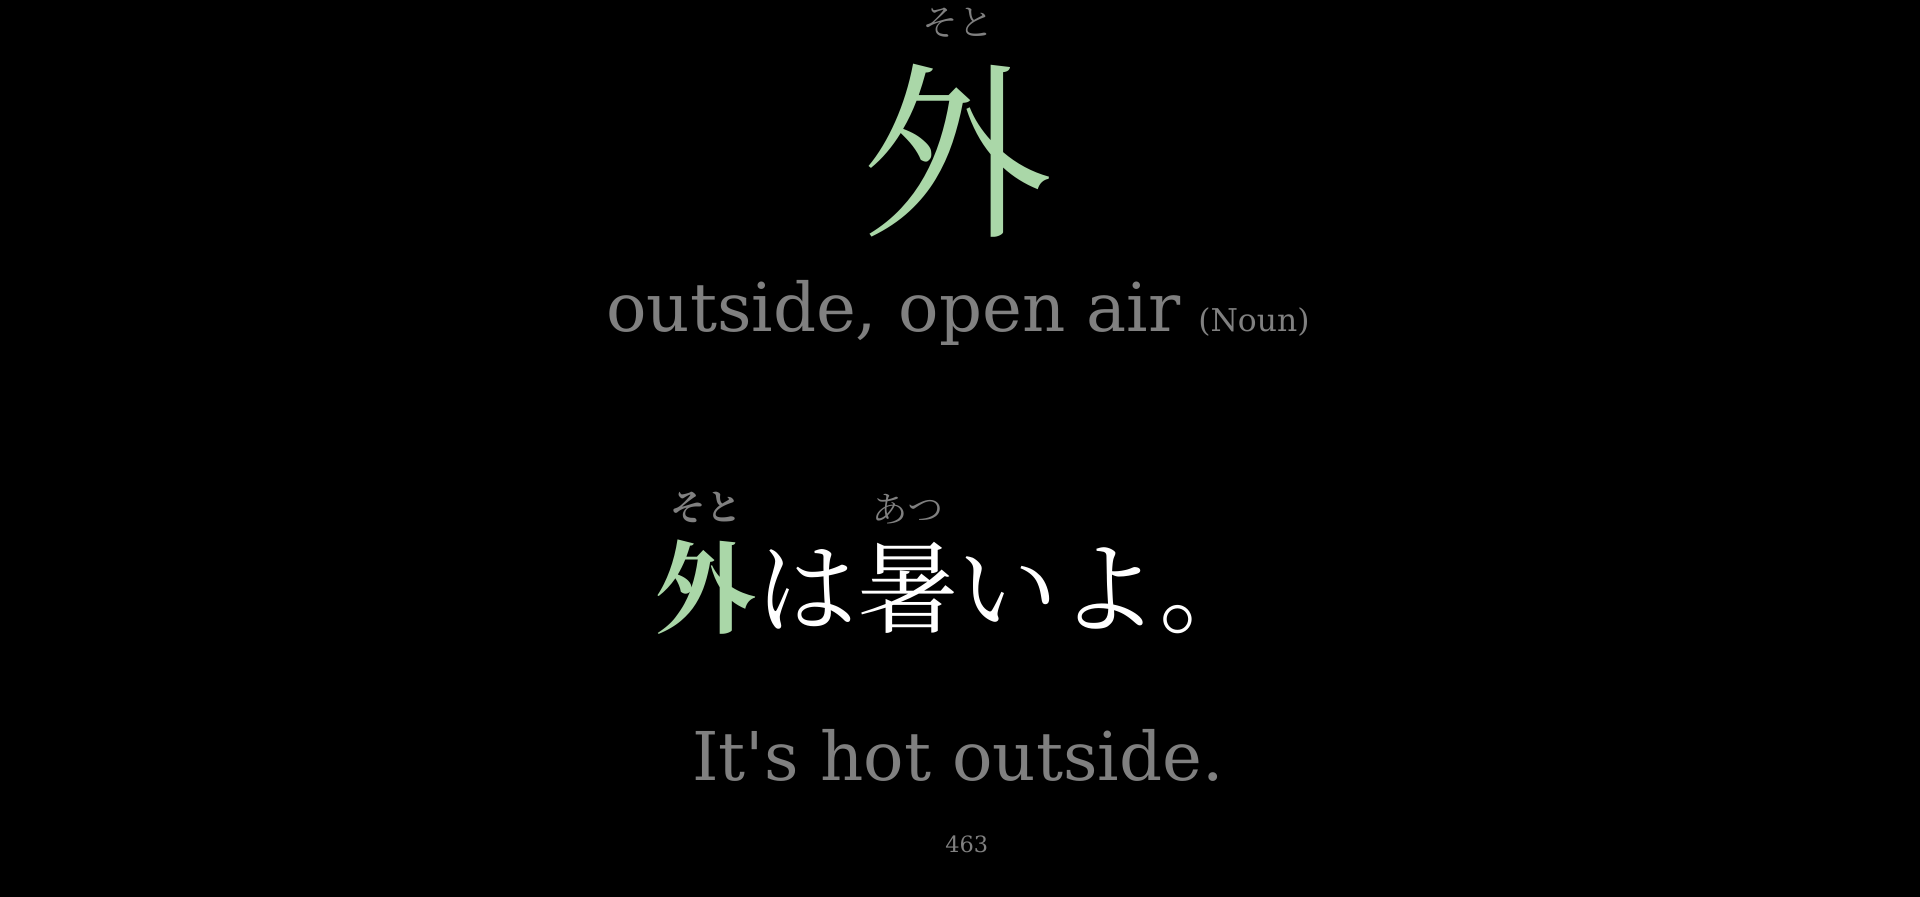 そと
外
outside, open air (Noun)
そと あつ
外は暑いよ。
It's hot outside.
463